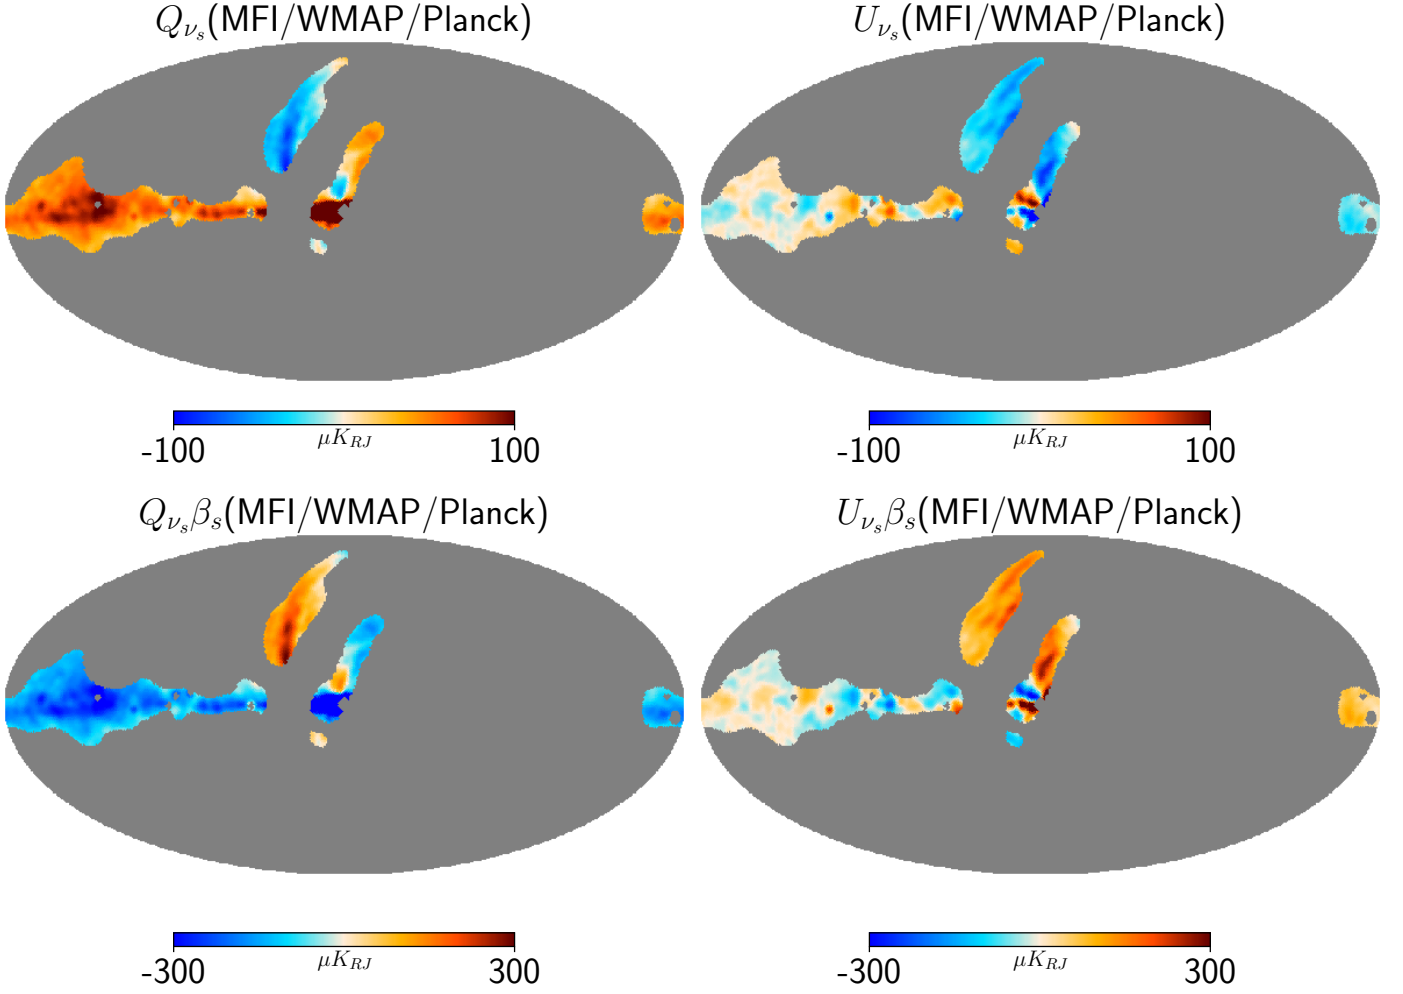 Q_{ν_s}(MFI/WMAP/Planck)
U_{ν_s}(MFI/WMAP/Planck)
-100 μK_{RJ} 100
-100 μK_{RJ} 100
Q_{ν_s}β_s(MFI/WMAP/Planck)
U_{ν_s}β_s(MFI/WMAP/Planck)
-300 μK_{RJ} 300
-300 μK_{RJ} 300